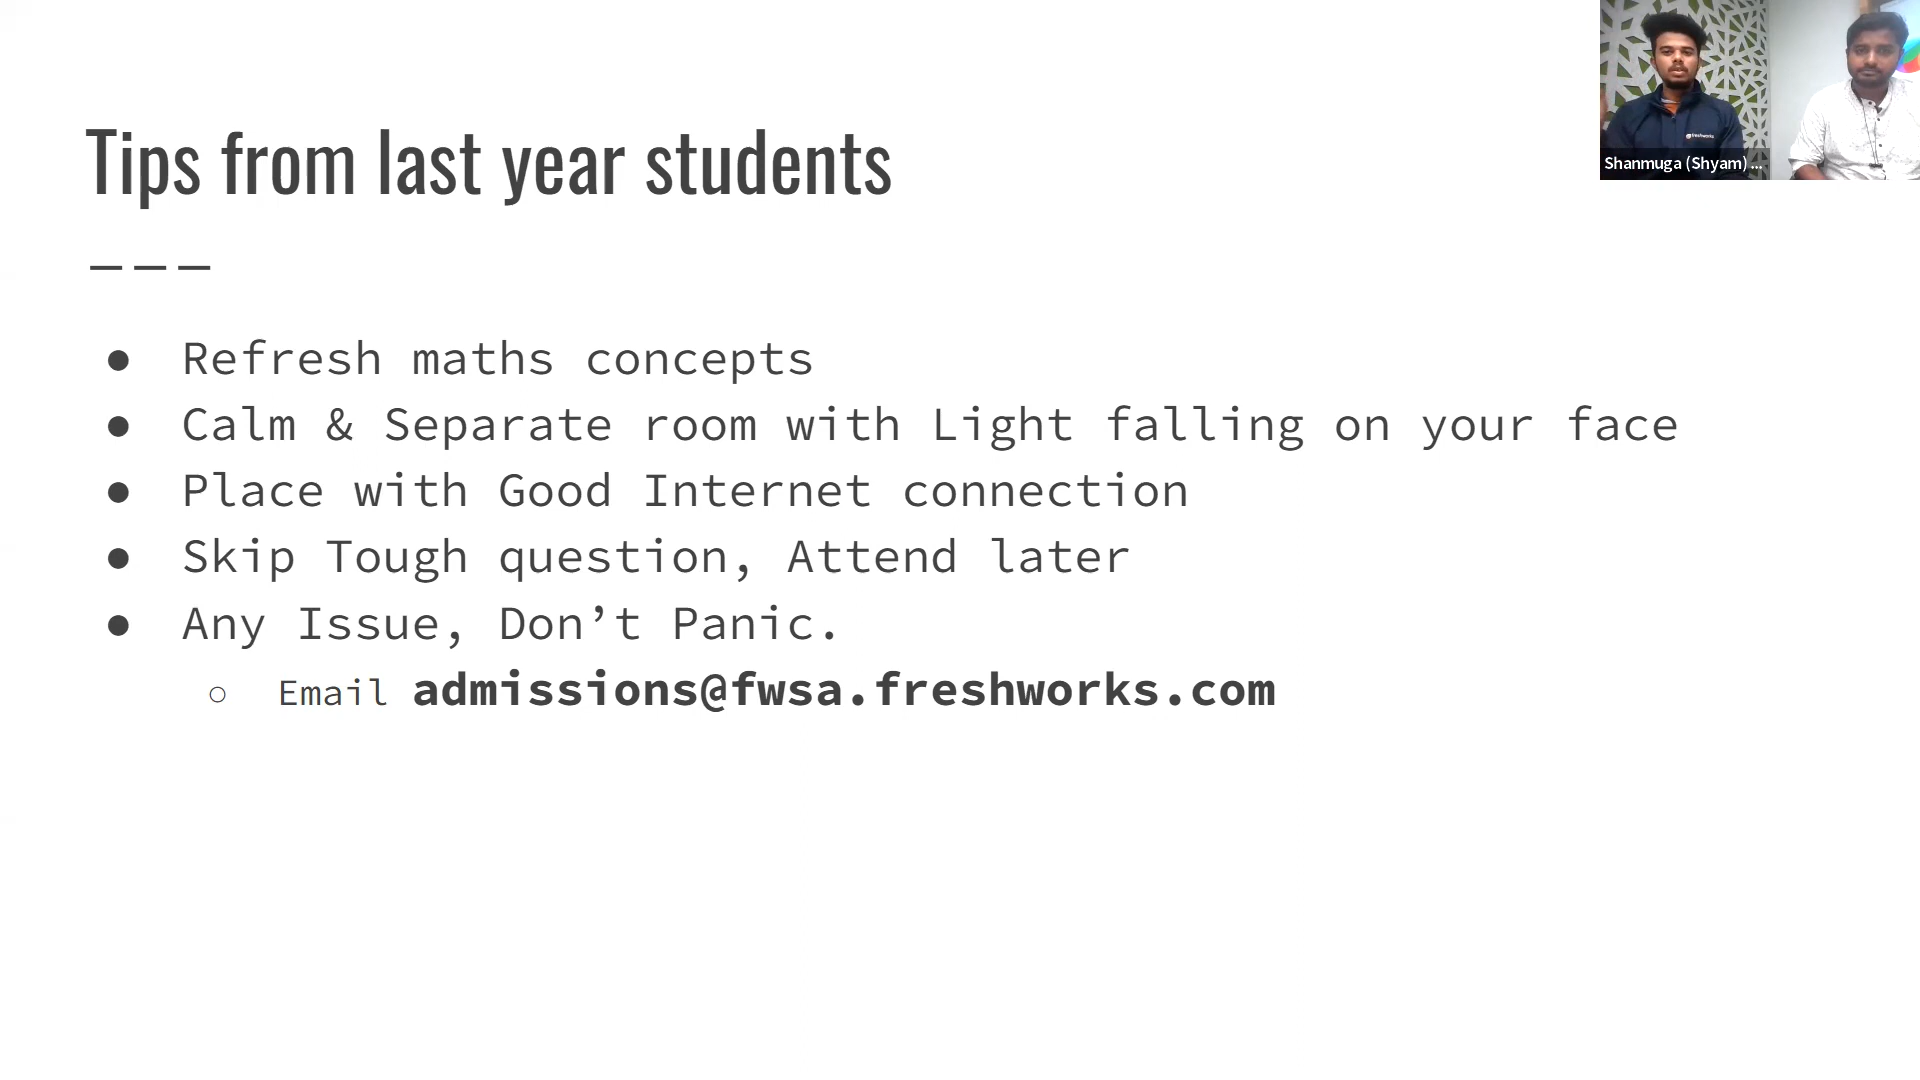 Tips from last year students
● Refresh maths concepts
● Calm & Separate room with Light falling on your face
● Place with Good Internet connection
● Skip Tough question, Attend later
● Any Issue, Don’t Panic.
○ Email admissions@fwsa.freshworks.com
freshworks
Shanmuga (Shyam) ...